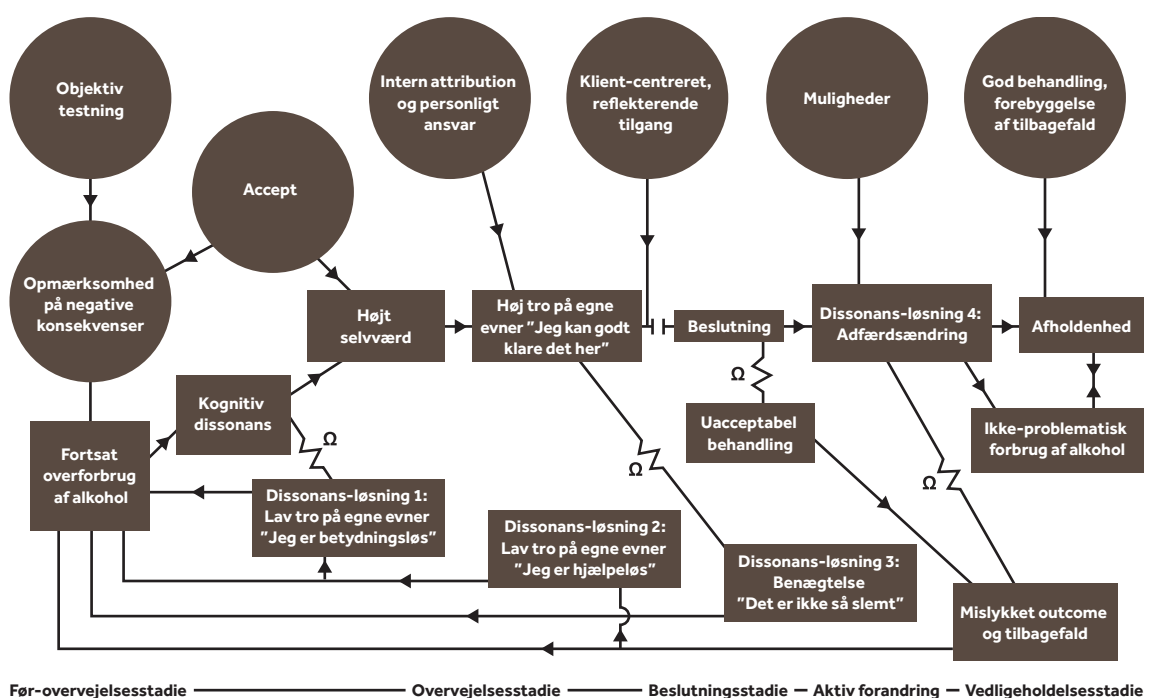 Objektiv
testning
Accept
Intern attribution
og personligt
ansvar
Klient-centreret,
reflekterende
tilgang
Muligheder
God behandling,
forebyggelse
af tilbagefald
Opmærksomhed
på negative
konsekvenser
Højt
selvværd
Høj tro på egne
evner ”Jeg kan godt
klare det her”
Beslutning
Dissonans-løsning 4:
Adfærdsændring
Afholdenhed
Kognitiv
dissonans
Ω
Uacceptabel
behandling
Ikke-problematisk
forbrug af alkohol
Fortsat
overforbrug
af alkohol
Ω
Ω
Ω
Dissonans-løsning 1:
Lav tro på egne evner
”Jeg er betydningsløs”
Dissonans-løsning 2:
Lav tro på egne evner
”Jeg er hjælpeløs”
Dissonans-løsning 3:
Benægtelse
”Det er ikke så slemt”
Mislykket outcome
og tilbagefald
Før-overvejelsesstadie Overvejelsesstadie Beslutningsstadie Aktiv forandring Vedligeholdelsesstadie